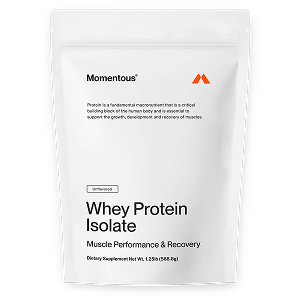 Momentous®
Protein is a fundamental macronutrient that is a critical
building block of the human body and is essential to
support the growth, development and recovery of muscles.
Unflavored
Whey Protein
Isolate
Muscle Performance & Recovery
Dietary Supplement Net Wt. 1.25lb (568.8g)